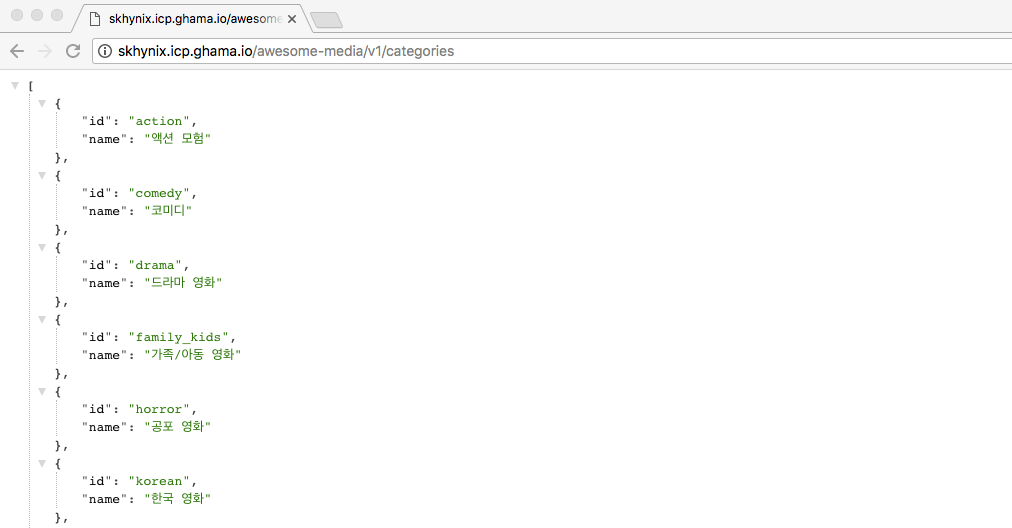 skhynix.icp.ghama.io/awesome
skhynix.icp.ghama.io/awesome-media/v1/categories
[
{
"id": "action",
"name": "액션 모험"
},
{
"id": "comedy",
"name": "코미디"
},
{
"id": "drama",
"name": "드라마 영화"
},
{
"id": "family_kids",
"name": "가족/아동 영화"
},
{
"id": "horror",
"name": "공포 영화"
},
{
"id": "korean",
"name": "한국 영화"
},